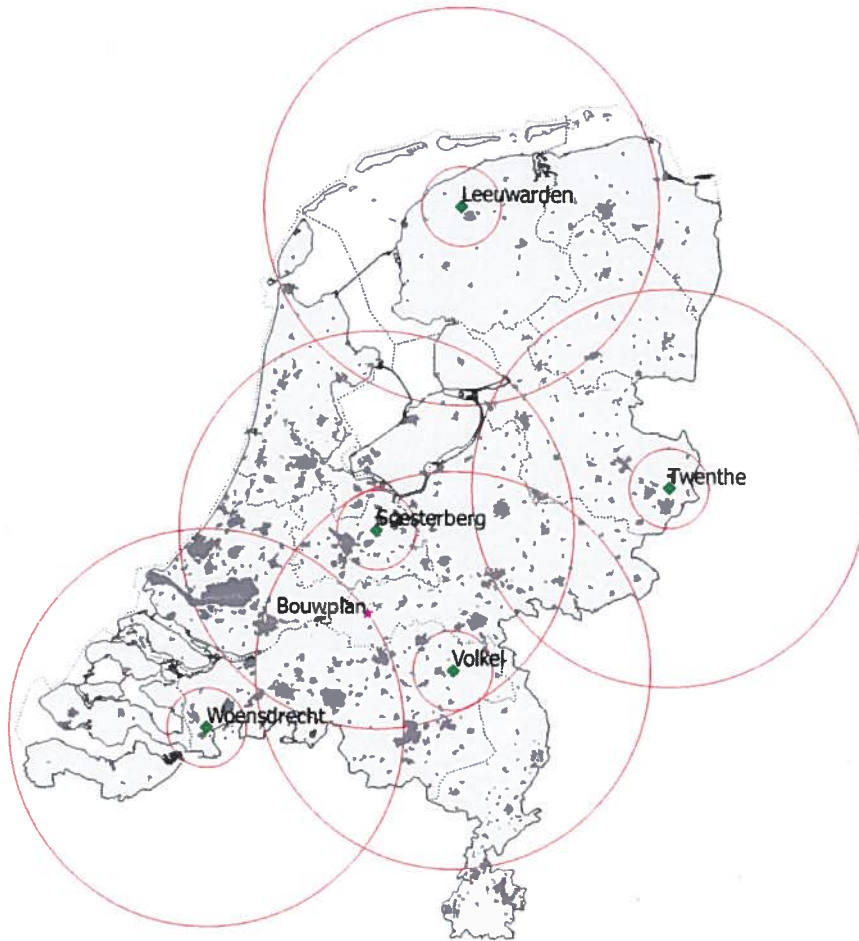 Leeuwarden
Twenthe
Soesterberg
Bouwplan
Volkel
Woensdrecht